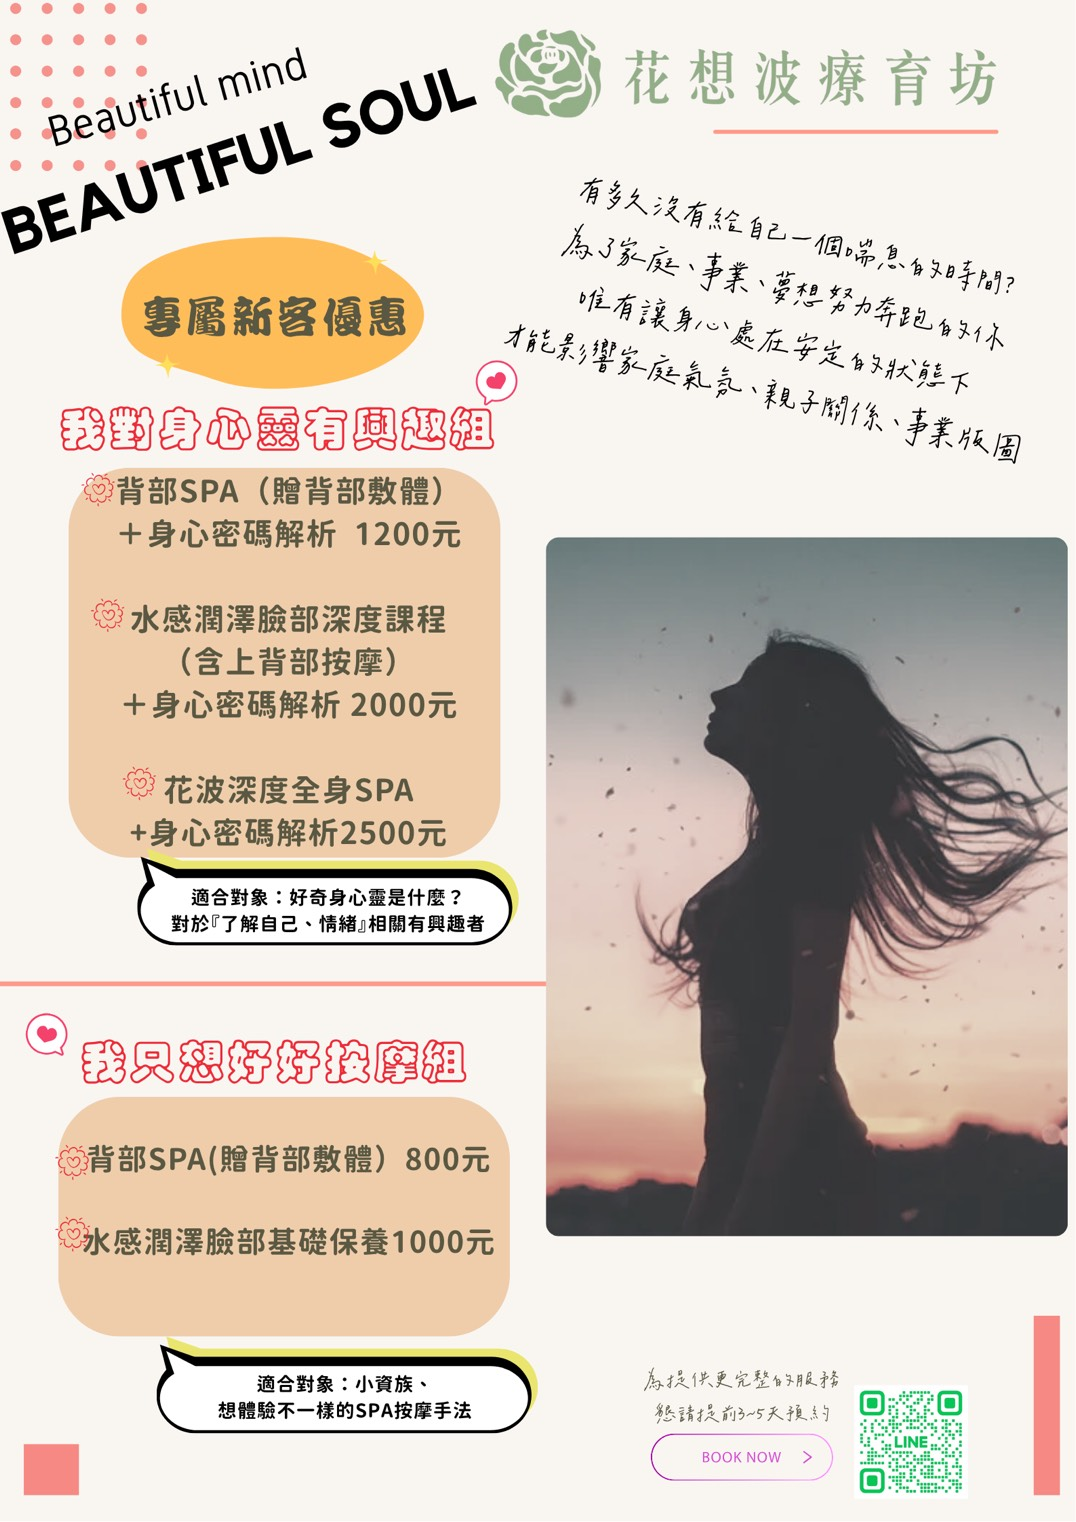 Beautiful mind
BEAUTIFUL SOUL
花想波療育坊
有多久沒有給自己一個喘息的時間?
為了家庭、事業、夢想努力奔跑的你
唯有讓身心處在安定的狀態下
才能影響家庭氣氛、親子關係、事業版圖
專屬新客優惠
我對身心靈有興趣組
背部SPA（贈背部敷體）
＋身心密碼解析 1200元
水感潤澤臉部深度課程
（含上背部按摩）
＋身心密碼解析 2000元
花波深度全身SPA
+身心密碼解析2500元
適合對象：好奇身心靈是什麼？
對於『了解自己、情緒』相關有興趣者
我只想好好按摩組
背部SPA(贈背部敷體）800元
水感潤澤臉部基礎保養1000元
適合對象：小資族、
想體驗不一樣的SPA按摩手法
為提供更完整的服務
懇請提前3~5天預約
BOOK NOW
LINE